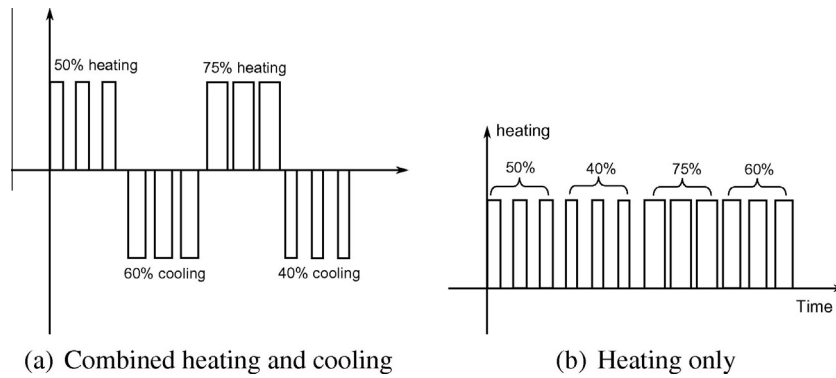 50% heating
75% heating
60% cooling
40% cooling
(a) Combined heating and cooling
heating
50%
40%
75%
60%
Time
(b) Heating only